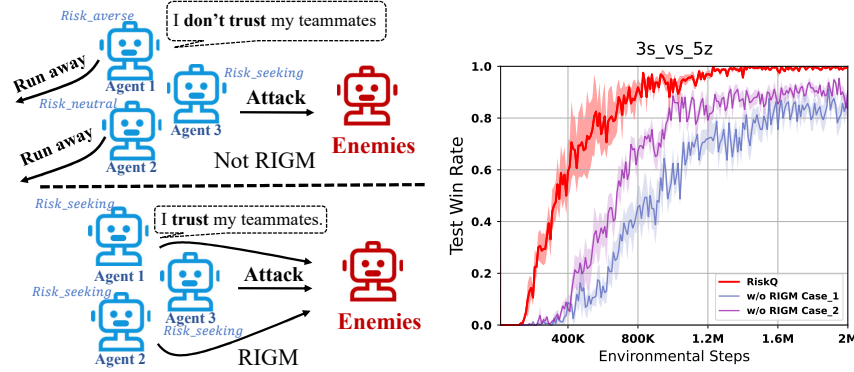 Risk_averse
I don't trust my teammates
Run away
Agent 1
Risk_seeking
Risk_neutral
Attack
Agent 3
Enemies
Run away
Agent 2
Not RIGM
Risk_seeking
I trust my teammates.
Agent 1
Attack
Risk_seeking
Agent 3
Enemies
Risk_seeking
Agent 2
RIGM
3s_vs_5z
Test Win Rate
1.0
0.8
0.6
0.4
0.2
0.0
RiskQ
w/o RIGM Case_1
w/o RIGM Case_2
400K 800K 1.2M 1.6M 2M
Environmental Steps